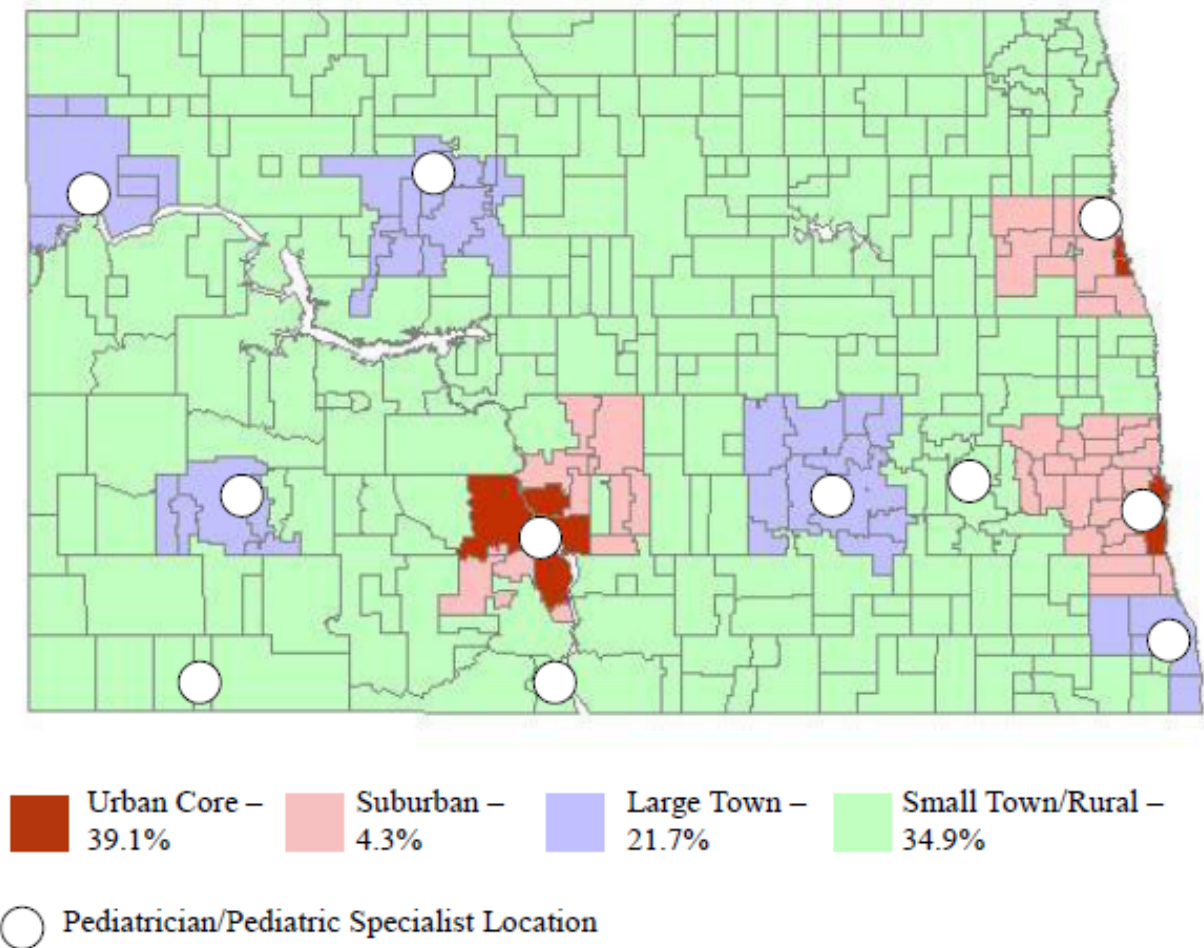 Urban Core –
39.1%
Suburban –
4.3%
Large Town –
21.7%
Small Town/Rural –
34.9%
Pediatrician/Pediatric Specialist Location